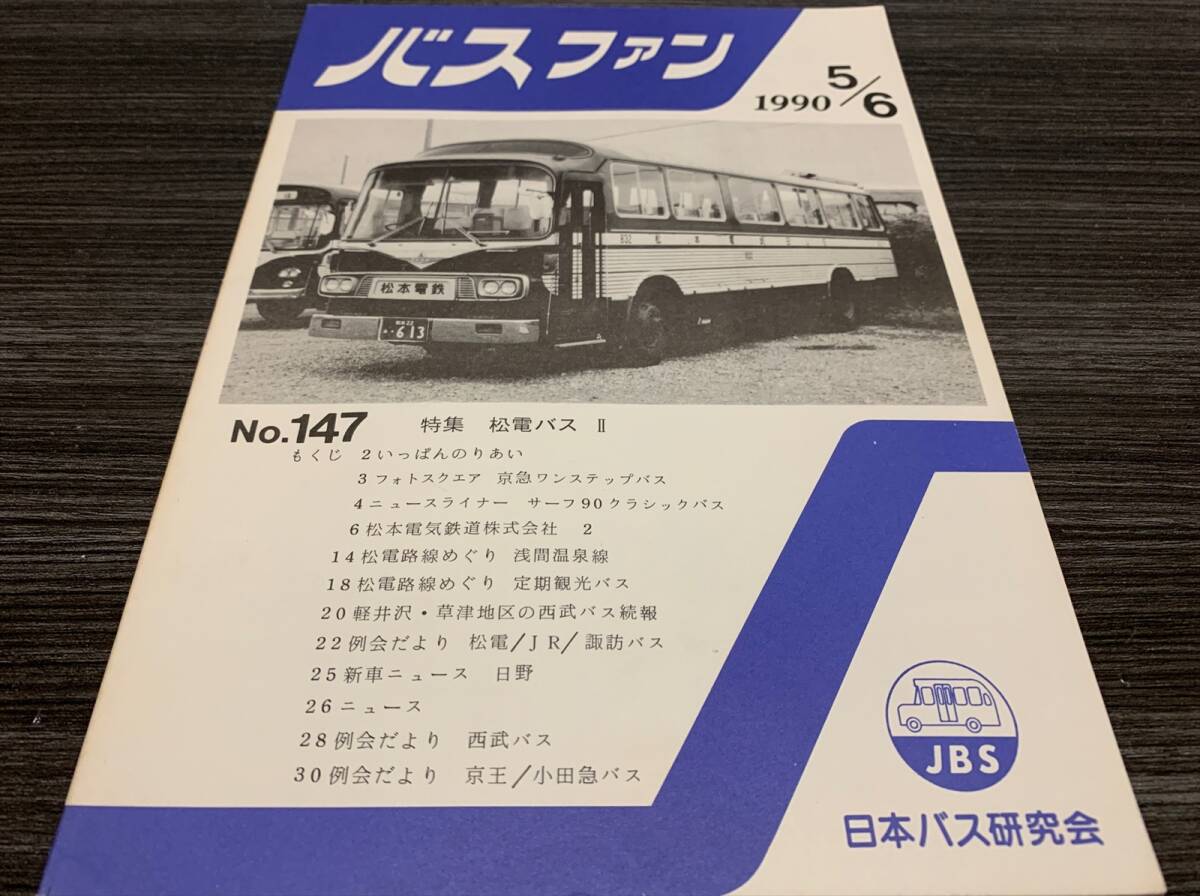 バスファン
1990 5/6
832 松本電気鉄道
松本電鉄
613
No.147 特集 松電バス Ⅱ
もくじ 2いっぱんのりあい
3フォトスクエア 京急ワンステップバス
4ニュースライナー サーフ90クラシックバス
6松本電気鉄道株式会社 2
14松電路線めぐり 浅間温泉線
18松電路線めぐり 定期観光バス
20軽井沢・草津地区の西武バス続報
22例会だより 松電/JR/諏訪バス
25新車ニュース 日野
26ニュース
28例会だより 西武バス
30例会だより 京王/小田急バス
JBS
日本バス研究会